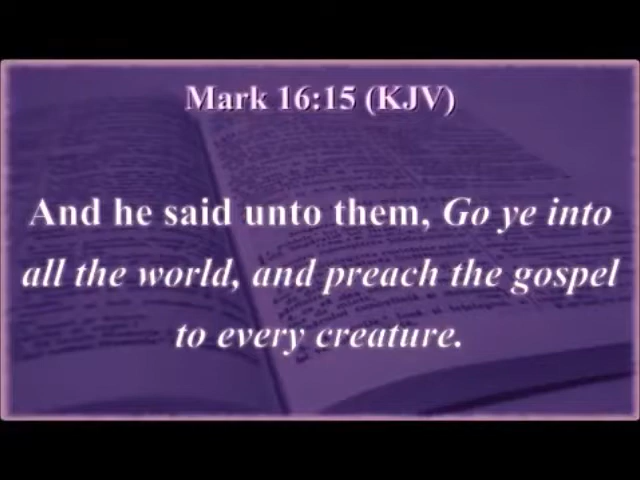 Mark 16:15 (KJV)
And he said unto them, Go ye into
all the world, and preach the gospel
to every creature.